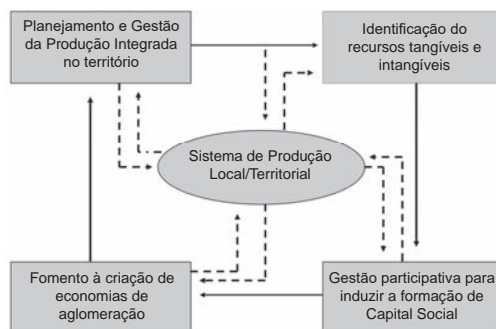 Planejamento e Gestão
da Produção Integrada
no território
Identificação do
recursos tangíveis e
intangíveis
Sistema de Produção
Local/Territorial
Fomento à criação de
economias de
aglomeração
Gestão participativa para
induzir a formação de
Capital Social